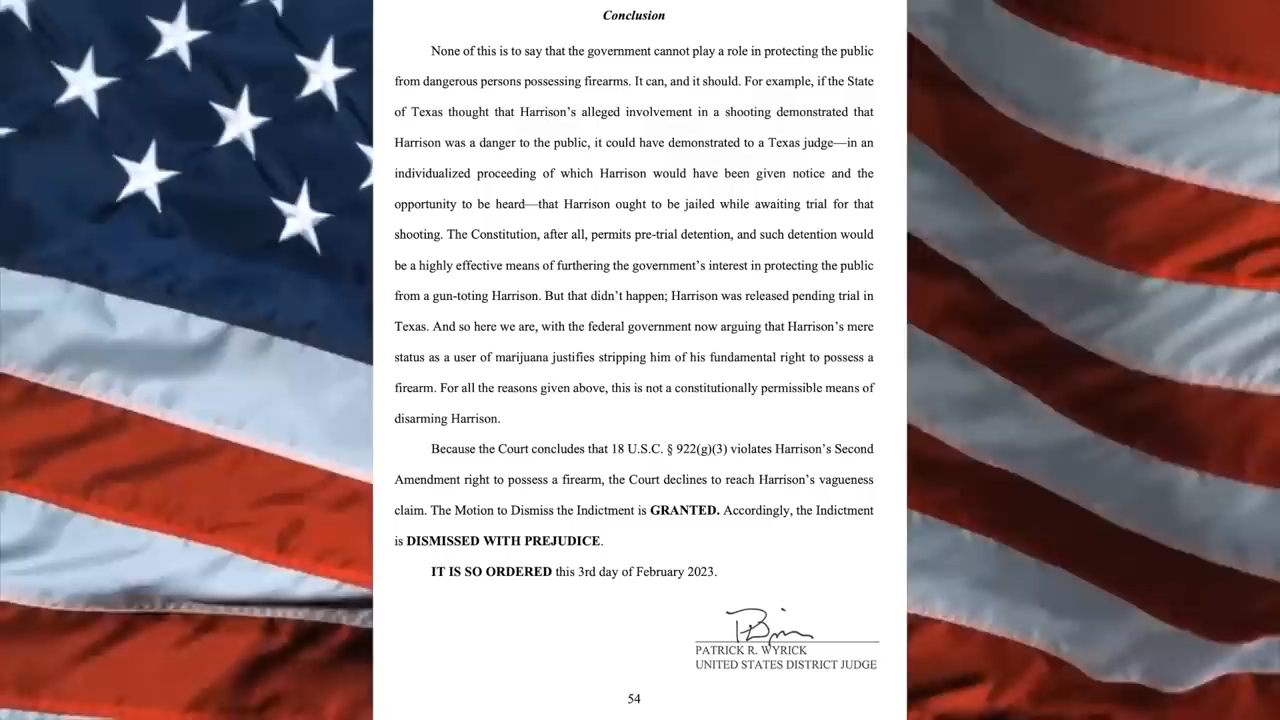 Conclusion
None of this is to say that the government cannot play a role in protecting the public
from dangerous persons possessing firearms. It can, and it should. For example, if the State
of Texas thought that Harrison’s alleged involvement in a shooting demonstrated that
Harrison was a danger to the public, it could have demonstrated to a Texas judge—in an
individualized proceeding of which Harrison would have been given notice and the
opportunity to be heard—that Harrison ought to be jailed while awaiting trial for that
shooting. The Constitution, after all, permits pre-trial detention, and such detention would
be a highly effective means of furthering the government’s interest in protecting the public
from a gun-toting Harrison. But that didn’t happen; Harrison was released pending trial in
Texas. And so here we are, with the federal government now arguing that Harrison’s mere
status as a user of marijuana justifies stripping him of his fundamental right to possess a
firearm. For all the reasons given above, this is not a constitutionally permissible means of
disarming Harrison.
Because the Court concludes that 18 U.S.C. § 922(g)(3) violates Harrison’s Second
Amendment right to possess a firearm, the Court declines to reach Harrison’s vagueness
claim. The Motion to Dismiss the Indictment is GRANTED. Accordingly, the Indictment
is DISMISSED WITH PREJUDICE.
IT IS SO ORDERED this 3rd day of February 2023.
PATRICK R. WYRICK
UNITED STATES DISTRICT JUDGE
54